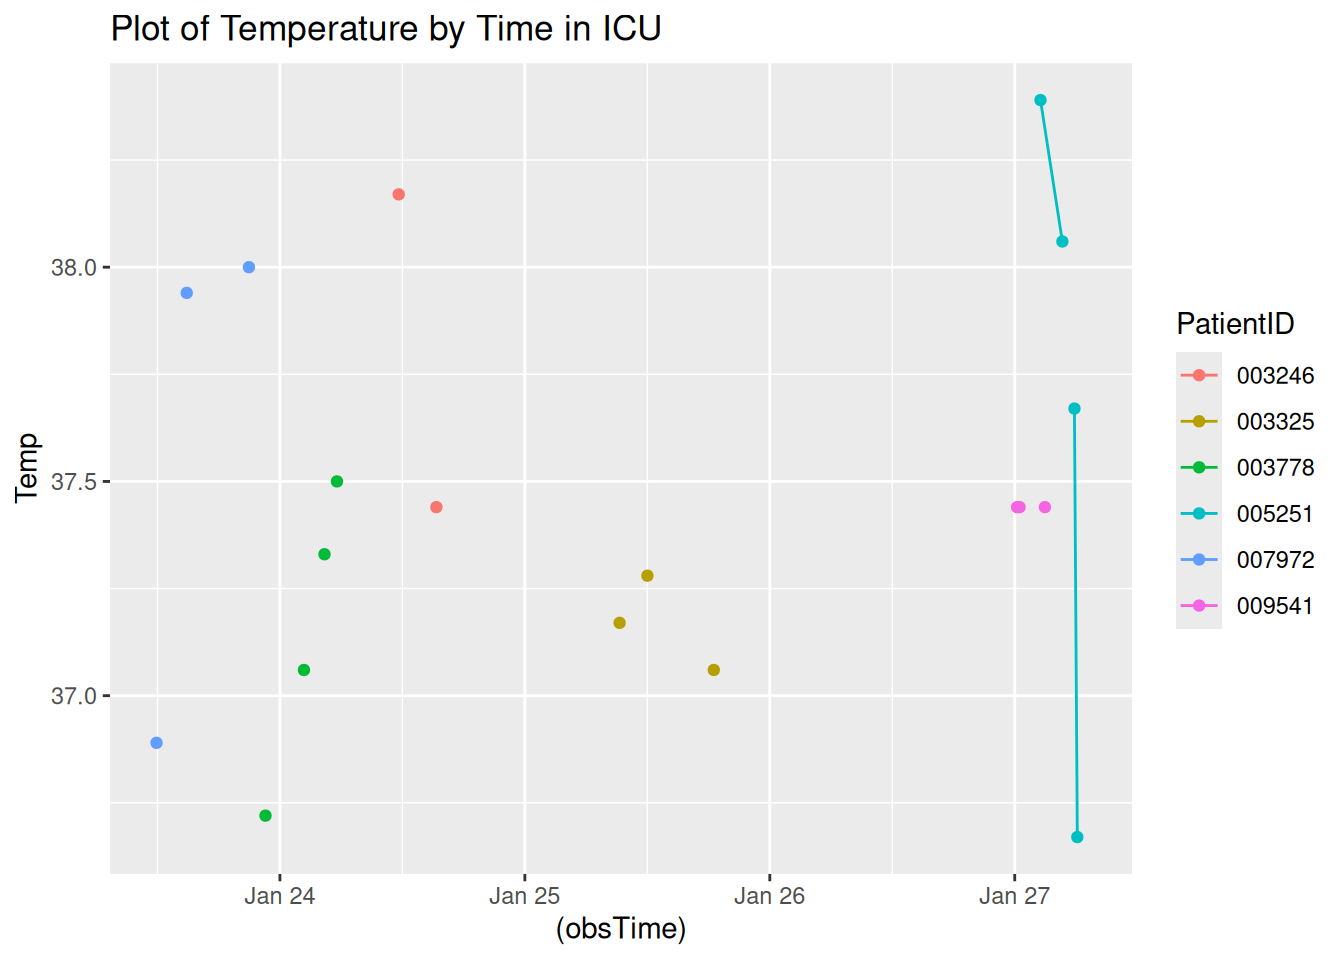 Plot of Temperature by Time in ICU
Temp
38.0
37.5
37.0
Jan 24
Jan 25
Jan 26
Jan 27
(obsTime)
PatientID
003246
003325
003778
005251
007972
009541